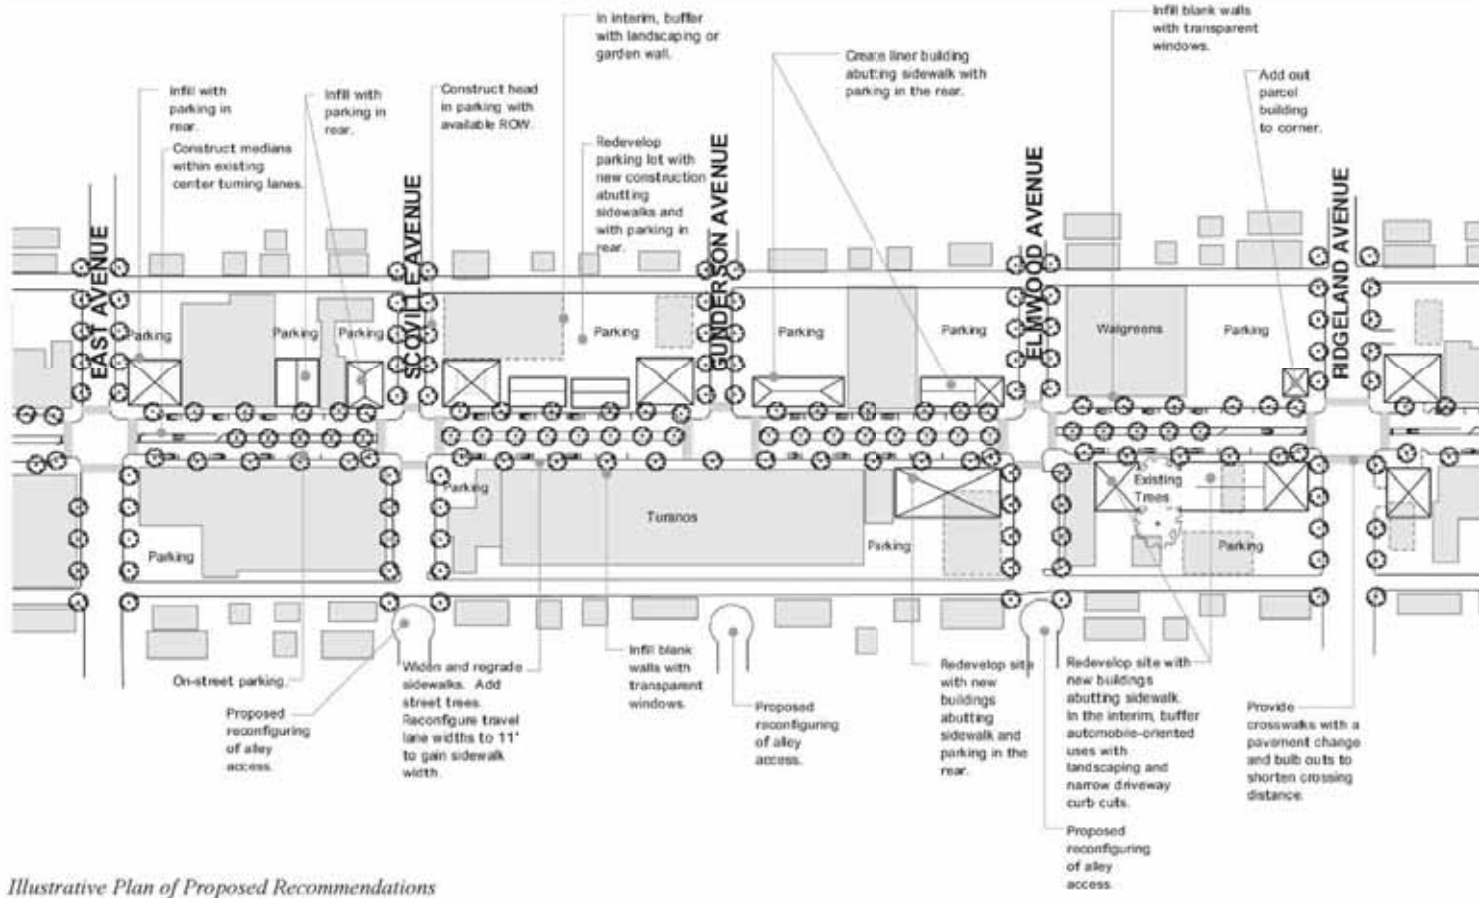 In interim, buffer
with landscaping or
garden wall.
Infill blank walls
with transparent
windows.
Create liner building
abutting sidewalk with
parking in the rear.
Add out
parcel
building
to corner.
Infill with
parking in
rear.
Infill with
parking in
rear.
Construct head
in parking with
available ROW.
Construct medians
within existing
center turning lanes.
Redevelop
parking lot with
new construction
abutting
sidewalks and
with parking in
rear.
EAST AVENUE
SCOVILLE AVENUE
GUNDERSON AVENUE
ELMWOOD AVENUE
RIDGELAND AVENUE
Parking
Parking
Parking
Parking
Parking
Parking
Walgreens
Parking
Parking
Turanos
Parking
Parking
Existing
Trees
Parking
On-street parking.
Proposed
reconfiguring
of alley
access.
Widen and regrade
sidewalks. Add
street trees.
Reconfigure travel
lane widths to 11'
to gain sidewalk
width.
Infill blank
walls with
transparent
windows.
Proposed
reconfiguring
of alley
access.
Redevelop site
with new
buildings
abutting
sidewalk and
parking in the
rear.
Redevelop site with
new buildings
abutting sidewalk.
In the interim, buffer
automobile-oriented
uses with
landscaping and
narrow driveway
curb cuts.
Proposed
reconfiguring
of alley
access.
Provide
crosswalks with a
pavement change
and bulb outs to
shorten crossing
distance.
Illustrative Plan of Proposed Recommendations